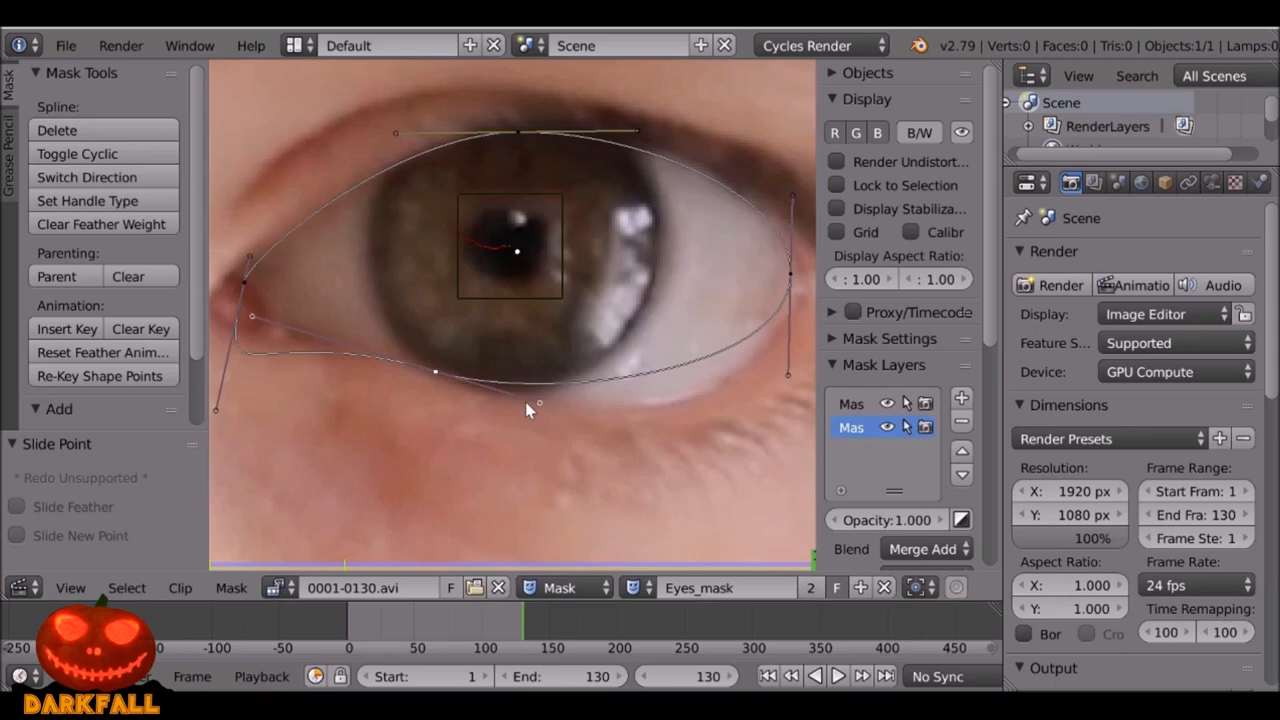 File Render Window Help Default Scene Cycles Render v2.79 | Verts:0 | Faces:0 | Tris:0 | Objects:1/1 | Lamps:0
Mask
Grease Pencil
Mask Tools
Spline:
Delete
Toggle Cyclic
Switch Direction
Set Handle Type
Clear Feather Weight
Parenting:
Parent Clear
Animation:
Insert Key Clear Key
Reset Feather Anim...
Re-Key Shape Points
Add
Slide Point
* Redo Unsupported *
Slide Feather
Slide New Point
Objects
Display
R G B B/W
Render Undistort...
Lock to Selection
Display Stabiliza...
Grid Calibr
Display Aspect Ratio:
: 1.00 : 1.00
Proxy/Timecode
Mask Settings
Mask Layers
Mas
Mas
Opacity:1.000
Blend Merge Add
View Search All Scenes
Scene
RenderLayers
Scene
Render
Render Animatio Audio
Display: Image Editor
Feature S... Supported
Device: GPU Compute
Dimensions
Render Presets
Resolution: Frame Range:
X: 1920 px Start Fram: 1
Y: 1080 px End Fra: 130
100% Frame Ste: 1
Aspect Ratio: Frame Rate:
X: 1.000 24 fps
Y: 1.000 Time Remapping:
Bor Cro 100 100
Output
View Select Clip Mask 0001-0130.avi F Mask Eyes_mask 2 F
-250 -100 -50 0 50 100 150 200 250 300 350 400 450
Frame Playback Start: 1 End: 130 130 No Sync
DARKFALL